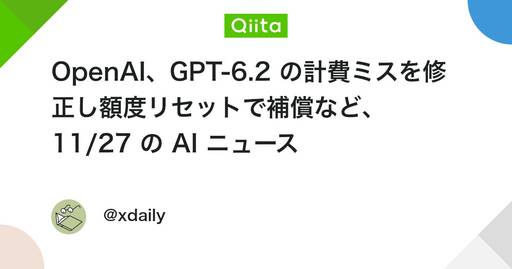 Qiita
OpenAI、GPT-6.2 の計費ミスを修
正し額度リセットで補償など、
11/27 の AI ニュース
@xdaily